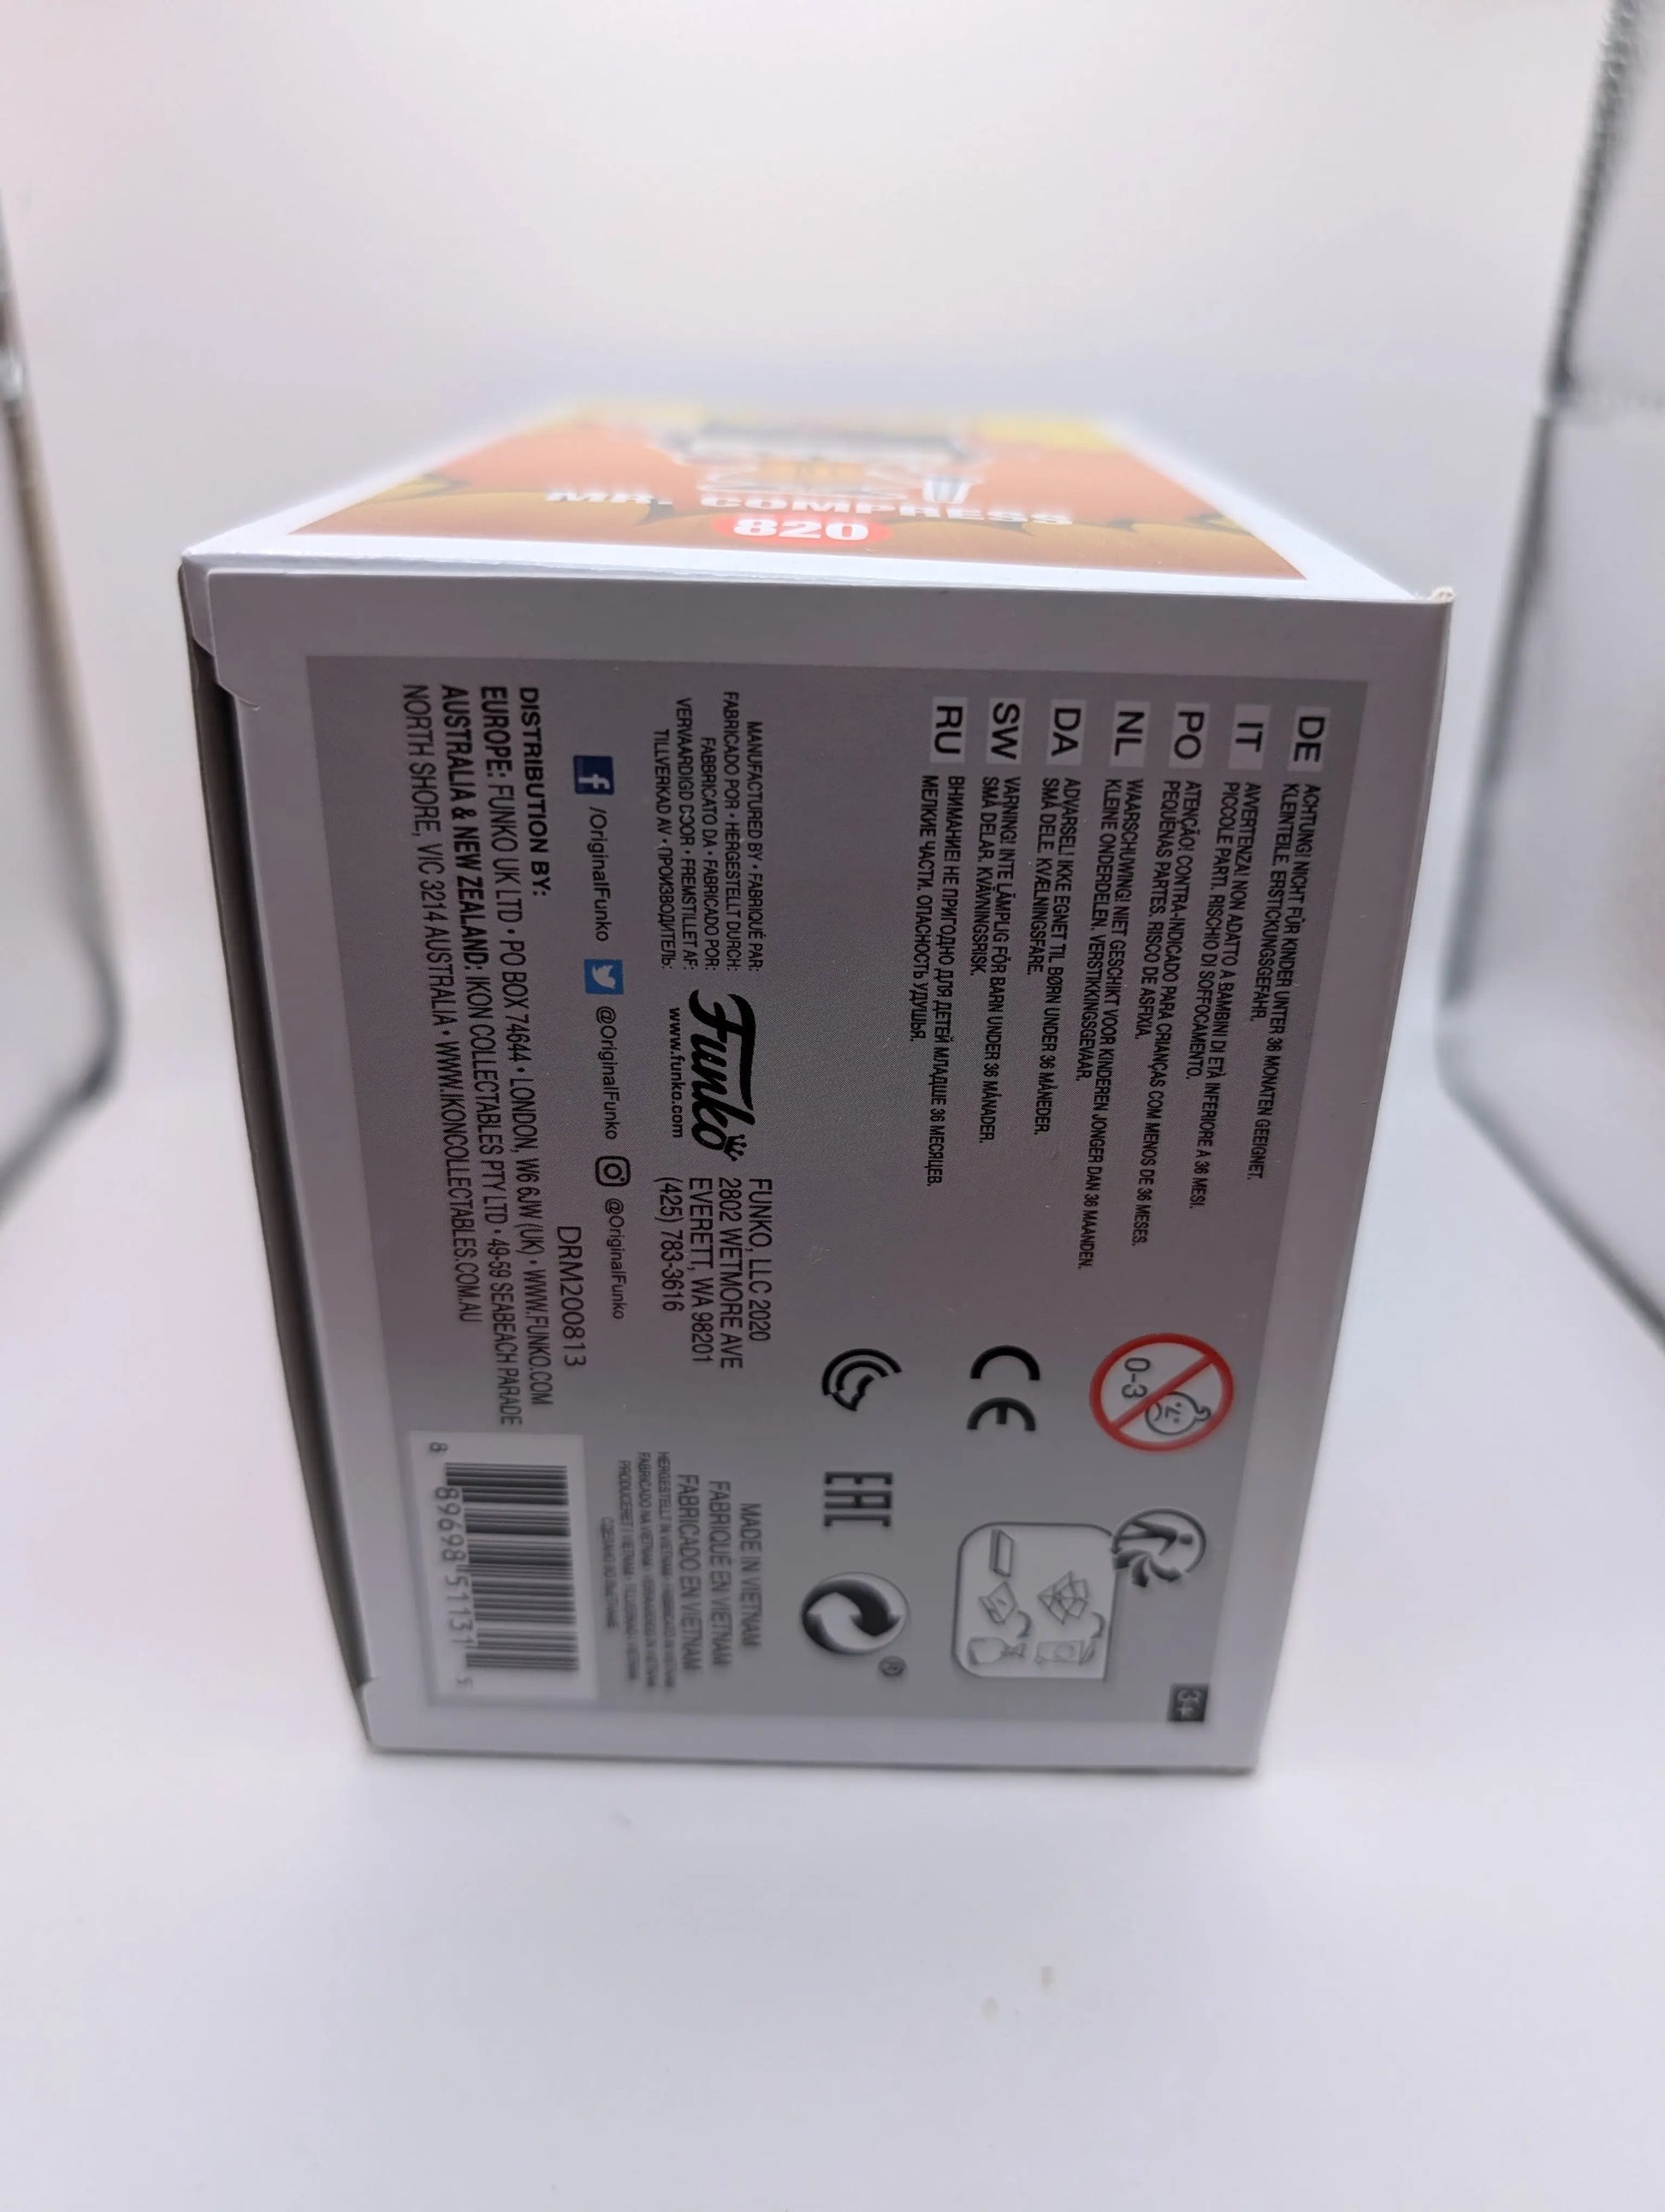 MR. COMPRESS
820
DE ACHTUNG! NICHT FÜR KINDER UNTER 36 MONATEN GEEIGNET.
KLEINTEILE. ERSTICKUNGSGEFAHR.
IT AVVERTENZA! NON ADATTO A BAMBINI DI ETÀ INFERIORE A 36 MESI.
PICCOLE PARTI. RISCHIO DI SOFFOCAMENTO.
PO ATENÇÃO! CONTRA-INDICADO PARA CRIANÇAS COM MENOS DE 36 MESES.
PEQUENAS PARTES. RISCO DE ASFIXIA.
NL WAARSCHUWING! NIET GESCHIKT VOOR KINDEREN JONGER DAN 36 MAANDEN.
KLEINE ONDERDELEN. VERSTIKKINGSGEVAAR.
DA ADVARSEL! IKKE EGNET TIL BØRN UNDER 36 MÅNEDER.
SMÅ DELE. KVÆLNINGSFARE.
SW VARNING! INTE LÄMPLIG FÖR BARN UNDER 36 MÅNADER.
SMÅ DELAR. KVÄVNINGSRISK.
RU ВНИМАНИЕ! НЕ ПРИГОДНО ДЛЯ ДЕТЕЙ МЛАДШЕ 36 МЕСЯЦЕВ.
МЕЛКИЕ ЧАСТИ. ОПАСНОСТЬ УДУШЬЯ.
0-3
3+
CE
EAC
®
MANUFACTURED BY • FABRIQUÉ PAR:
FABRICADO POR • HERGESTELLT DURCH:
FABBRICATO DA • FABRICADO POR:
VERVAARDIGD DOOR • FREMSTILLET AF:
TILLVERKAD AV • ПРОИЗВОДИТЕЛЬ:
Funko
www.funko.com
FUNKO, LLC 2020
2802 WETMORE AVE
EVERETT, WA 98201
(425) 783-3616
MADE IN VIETNAM
FABRIQUÉ EN VIETNAM
FABRICADO EN VIETNAM
/OriginalFunko @OriginalFunko @OriginalFunko
DRM200813
DISTRIBUTION BY:
EUROPE: FUNKO UK LTD • PO BOX 74644 • LONDON, W6 6JW (UK) • WWW.FUNKO.COM
AUSTRALIA & NEW ZEALAND: IKON COLLECTABLES PTY LTD • 49-59 SEABEACH PARADE
NORTH SHORE, VIC 3214 AUSTRALIA • WWW.IKONCOLLECTABLES.COM.AU
8 89698 51131 5